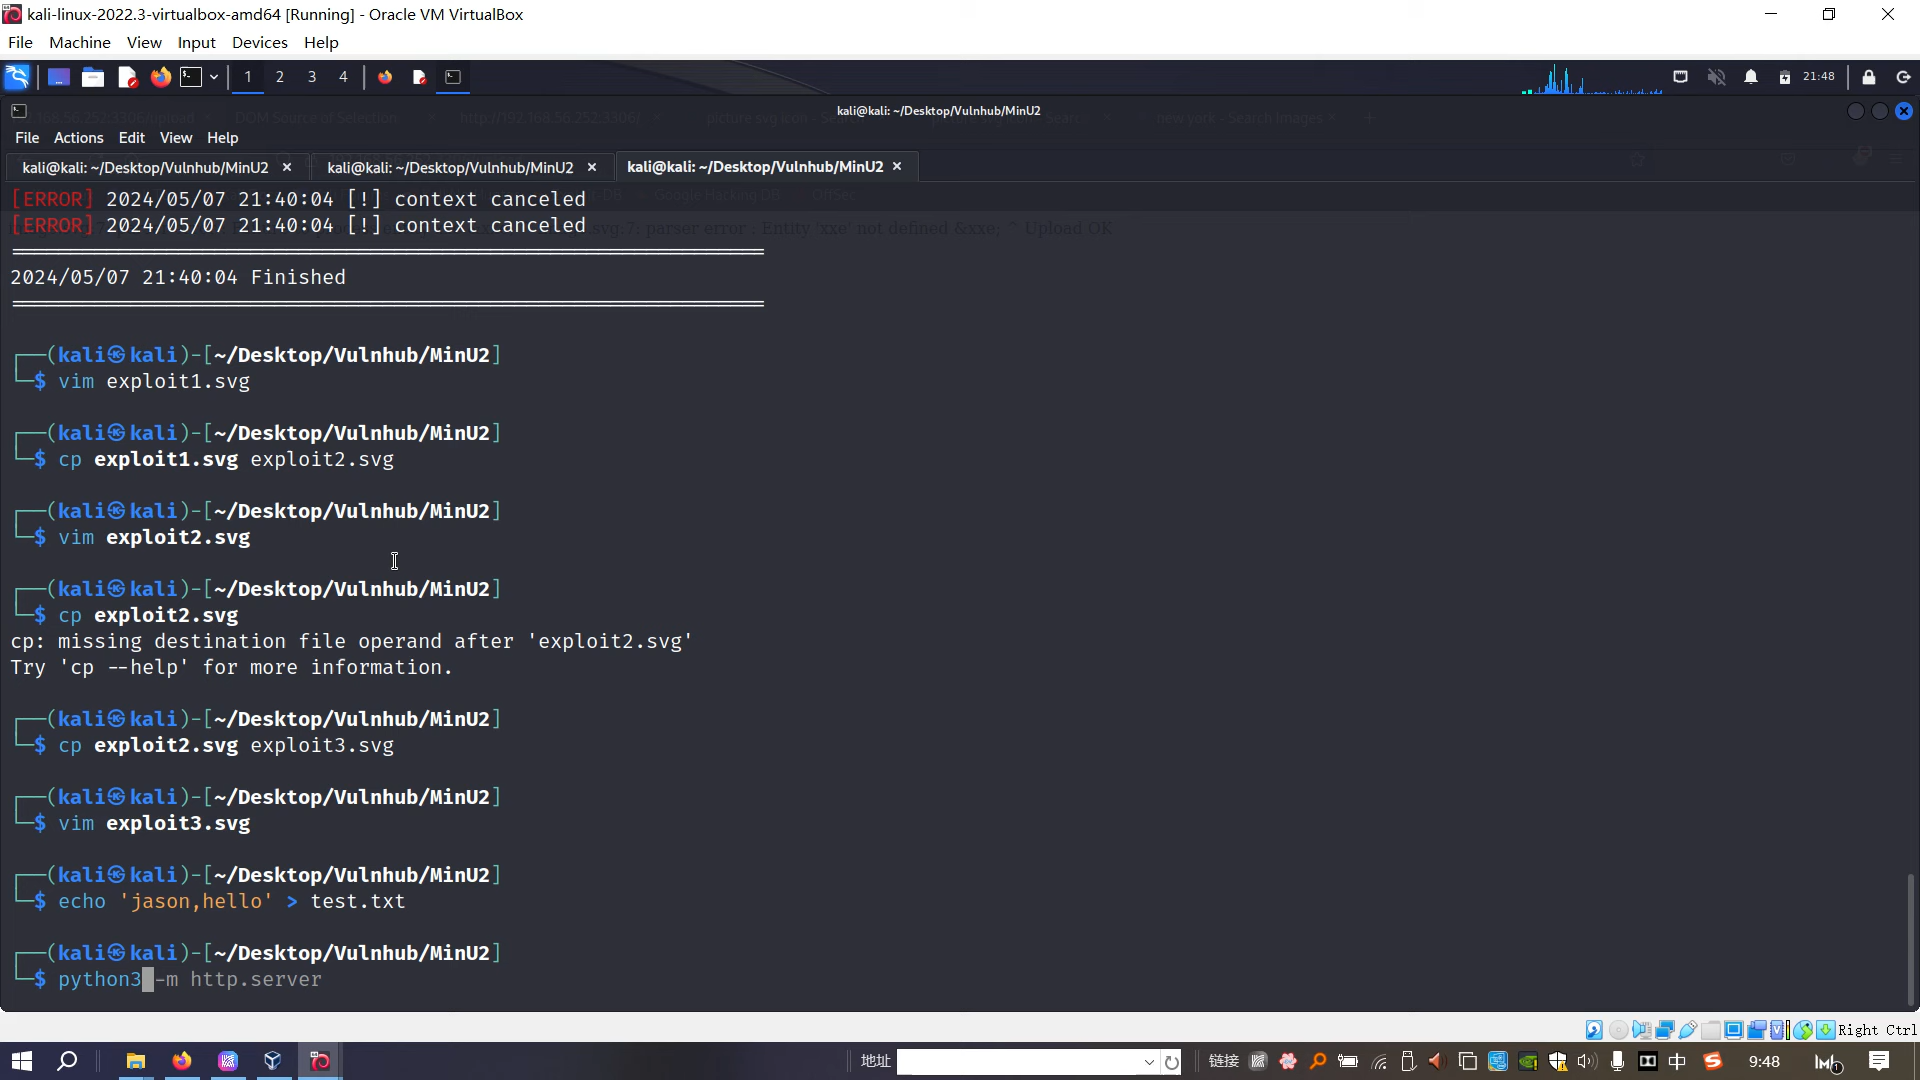 kali-linux-2022.3-virtualbox-amd64 [Running] - Oracle VM VirtualBox
File Machine View Input Devices Help
1 2 3 4
21:48
kali@kali: ~/Desktop/Vulnhub/MinU2
File Actions Edit View Help
kali@kali: ~/Desktop/Vulnhub/MinU2 × kali@kali: ~/Desktop/Vulnhub/MinU2 × kali@kali: ~/Desktop/Vulnhub/MinU2 ×
[ERROR] 2024/05/07 21:40:04 [!] context canceled
[ERROR] 2024/05/07 21:40:04 [!] context canceled
2024/05/07 21:40:04 Finished
┌──(kali㉿kali)-[~/Desktop/Vulnhub/MinU2]
└─$ vim exploit1.svg
┌──(kali㉿kali)-[~/Desktop/Vulnhub/MinU2]
└─$ cp exploit1.svg exploit2.svg
┌──(kali㉿kali)-[~/Desktop/Vulnhub/MinU2]
└─$ vim exploit2.svg
┌──(kali㉿kali)-[~/Desktop/Vulnhub/MinU2]
└─$ cp exploit2.svg
cp: missing destination file operand after 'exploit2.svg'
Try 'cp --help' for more information.
┌──(kali㉿kali)-[~/Desktop/Vulnhub/MinU2]
└─$ cp exploit2.svg exploit3.svg
┌──(kali㉿kali)-[~/Desktop/Vulnhub/MinU2]
└─$ vim exploit3.svg
┌──(kali㉿kali)-[~/Desktop/Vulnhub/MinU2]
└─$ echo 'jason,hello' > test.txt
┌──(kali㉿kali)-[~/Desktop/Vulnhub/MinU2]
└─$ python3 -m http.server
Right Ctrl
地址 链接 中 9:48